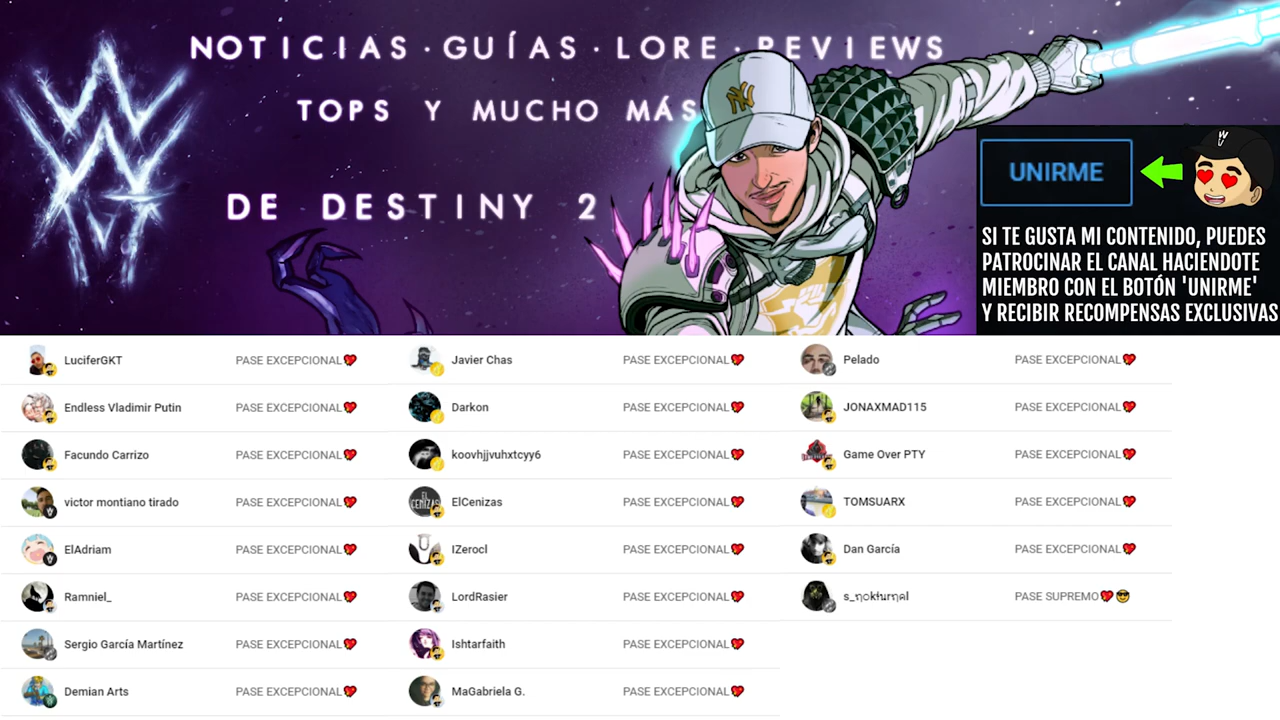 NOTICIAS · GUÍAS · LORE · REVIEWS
TOPS Y MUCHO MÁS
DE DESTINY 2
UNIRME
SI TE GUSTA MI CONTENIDO, PUEDES
PATROCINAR EL CANAL HACIENDOTE
MIEMBRO CON EL BOTÓN 'UNIRME'
Y RECIBIR RECOMPENSAS EXCLUSIVAS
LuciferGKT PASE EXCEPCIONAL💖
Endless Vladimir Putin PASE EXCEPCIONAL💖
Facundo Carrizo PASE EXCEPCIONAL💖
victor montiano tirado PASE EXCEPCIONAL💖
ElAdriam PASE EXCEPCIONAL💖
Ramniel_ PASE EXCEPCIONAL💖
Sergio García Martínez PASE EXCEPCIONAL💖
Demian Arts PASE EXCEPCIONAL💖
Javier Chas PASE EXCEPCIONAL💖
Darkon PASE EXCEPCIONAL💖
koovhjjvuhxtcyy6 PASE EXCEPCIONAL💖
ElCenizas PASE EXCEPCIONAL💖
IZerocl PASE EXCEPCIONAL💖
LordRasier PASE EXCEPCIONAL💖
Ishtarfaith PASE EXCEPCIONAL💖
MaGabriela G. PASE EXCEPCIONAL💖
Pelado PASE EXCEPCIONAL💖
JONAXMAD115 PASE EXCEPCIONAL💖
Game Over PTY PASE EXCEPCIONAL💖
TOMSUARX PASE EXCEPCIONAL💖
Dan García PASE EXCEPCIONAL💖
PASE SUPREMO💖😎